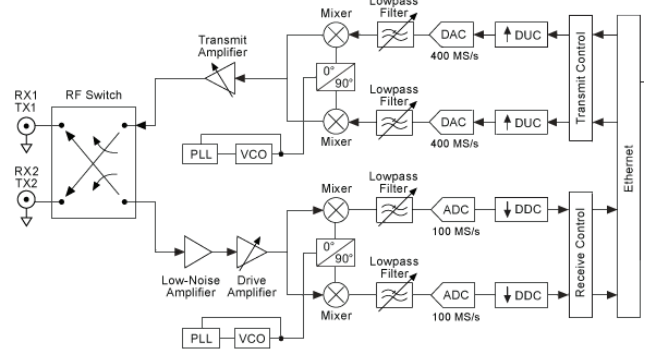 Mixer
Lowpass
Filter
Transmit
Amplifier
DAC
DUC
400 MS/s
0°
90°
Lowpass
Filter
Transmit Control
RX1
TX1
RF Switch
DAC
DUC
Mixer
400 MS/s
PLL
VCO
Ethernet
RX2
TX2
Mixer
Lowpass
Filter
ADC
DDC
100 MS/s
0°
90°
Lowpass
Filter
Receive Control
Low-Noise
Amplifier
Drive
Amplifier
ADC
DDC
Mixer
100 MS/s
PLL
VCO